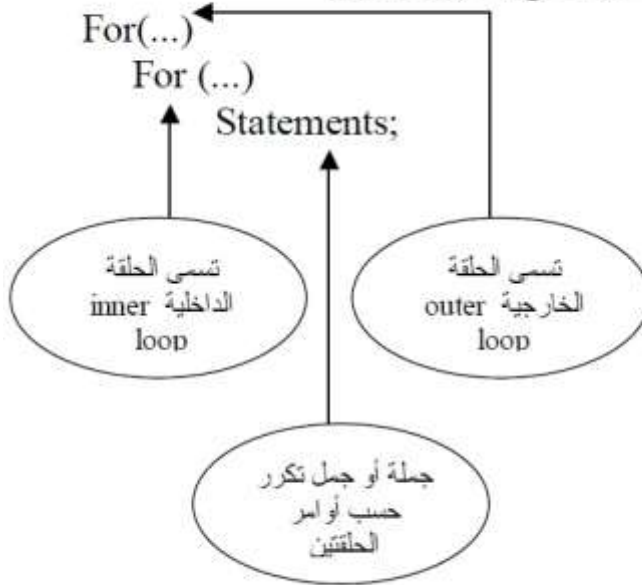 For(...)
For (...)
Statements;
تسمى الحلقة
الداخلية inner
loop
تسمى الحلقة
الخارجية outer
loop
جملة أو جمل تكرر
حسب أوامر
الحلقتين